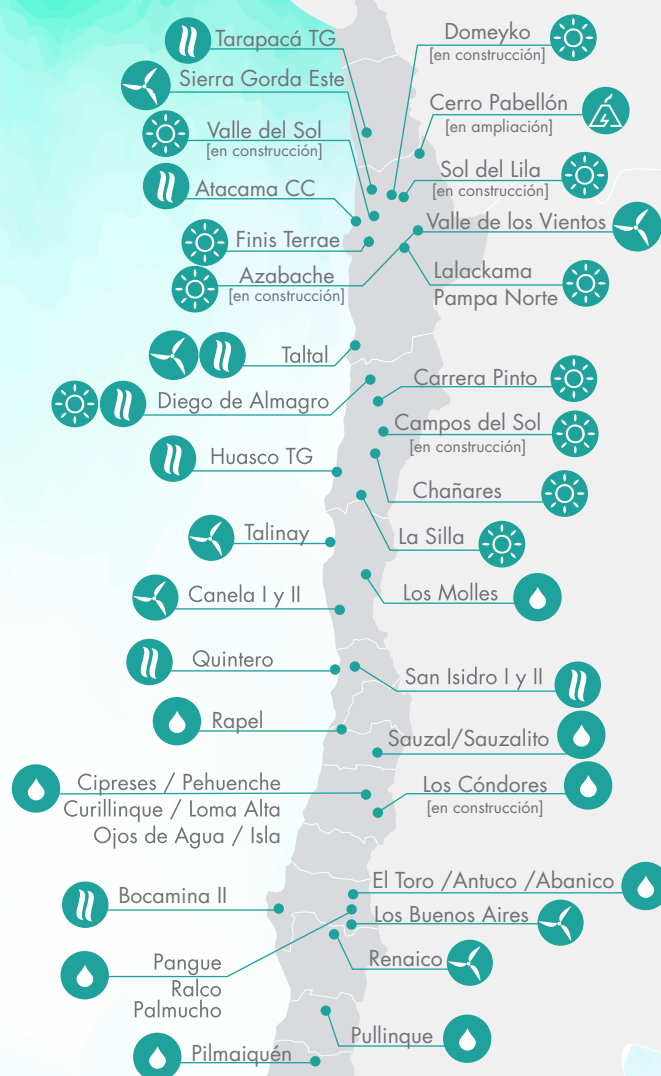 Tarapacá TG
Sierra Gorda Este
Valle del Sol
[en construcción]
Atacama CC
Finis Terrae
Azabache
[en construcción]
Taltal
Diego de Almagro
Huasco TG
Talinay
Canela I y II
Quintero
Rapel
Cipreses / Pehuenche
Curillinque / Loma Alta
Ojos de Agua / Isla
Bocamina II
Pangue
Ralco
Palmucho
Pilmaiquén
Domeyko
[en construcción]
Cerro Pabellón
[en ampliación]
Sol del Lila
[en construcción]
Valle de los Vientos
Lalackama
Pampa Norte
Carrera Pinto
Campos del Sol
[en construcción]
Chañares
La Silla
Los Molles
San Isidro I y II
Sauzal/Sauzalito
Los Cóndores
[en construcción]
El Toro /Antuco /Abanico
Los Buenos Aires
Renaico
Pullinque